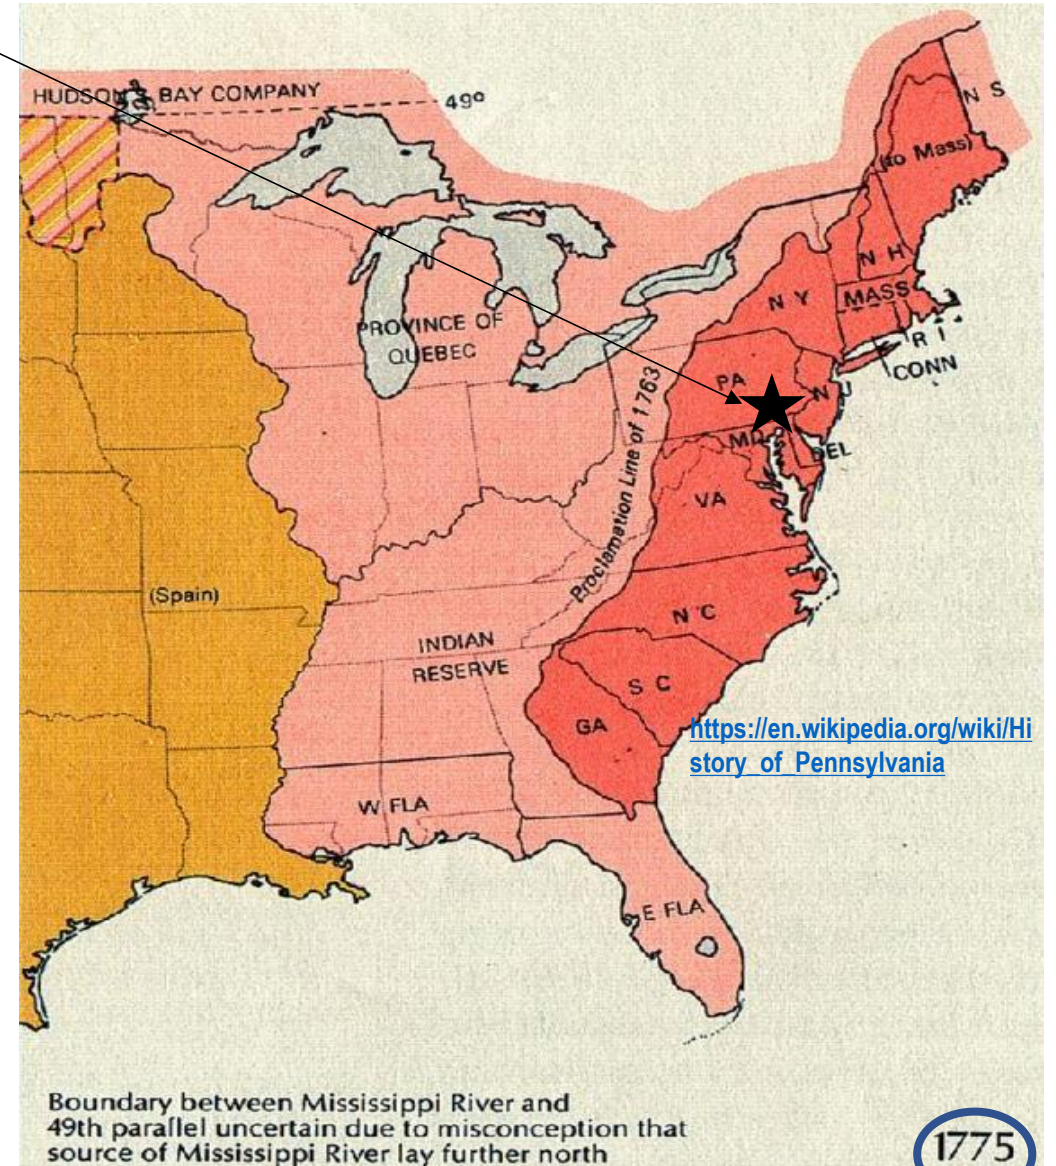 HUDSON'S BAY COMPANY
49º
N S
(to Mass)
N H
N Y
MASS
R I
CONN
PROVINCE OF
QUEBEC
PA
N J
MD
DEL
Proclamation Line of 1763
VA
(Spain)
N C
INDIAN
RESERVE
S C
GA
https://en.wikipedia.org/wiki/Hi
story_of_Pennsylvania
W FLA
E FLA
Boundary between Mississippi River and
49th parallel uncertain due to misconception that
source of Mississippi River lay further north
1775